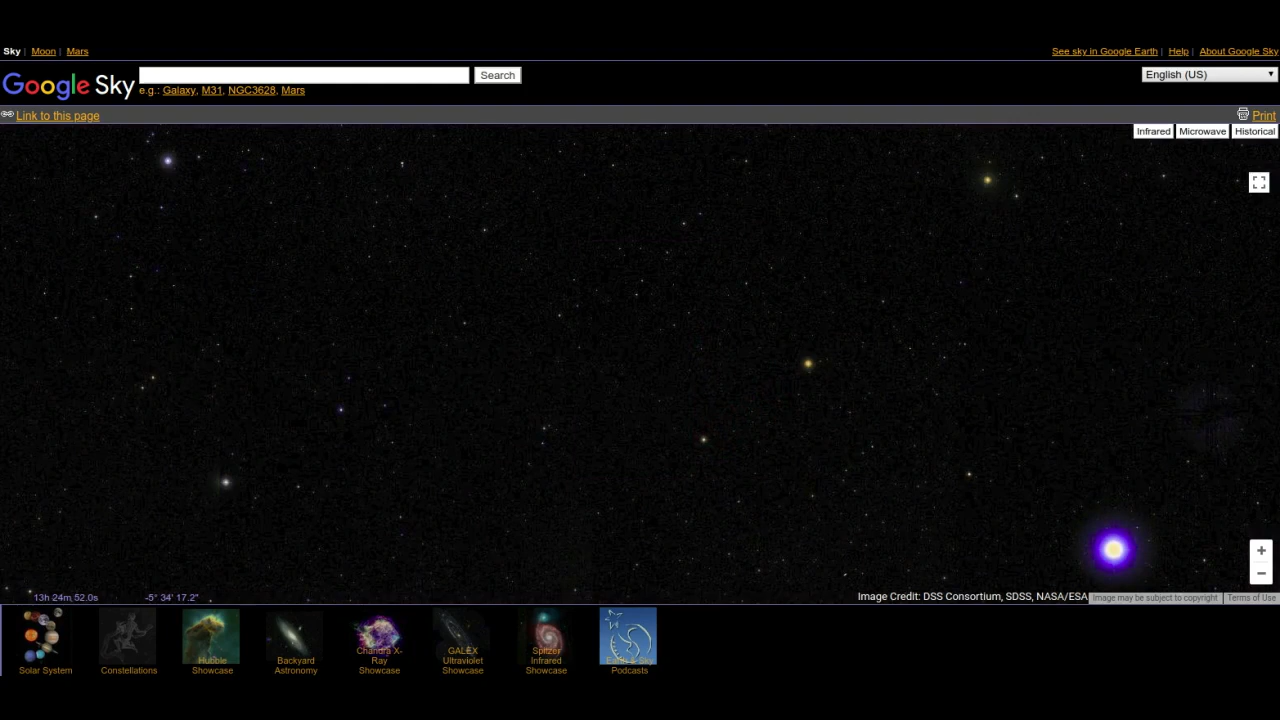 Sky | Moon | Mars
See sky in Google Earth | Help | About Google Sky
Google Sky
Search
English (US)
e.g.: Galaxy, M31, NGC3628, Mars
Link to this page
Print
Infrared
Microwave
Historical
+
−
13h 24m 52.0s
-5° 34' 17.2"
Image Credit: DSS Consortium, SDSS, NASA/ESA
Image may be subject to copyright
Terms of Use
Solar System
Constellations
Hubble
Showcase
Backyard
Astronomy
Chandra X-
Ray
Showcase
GALEX
Ultraviolet
Showcase
Spitzer
Infrared
Showcase
Earth & Sky
Podcasts